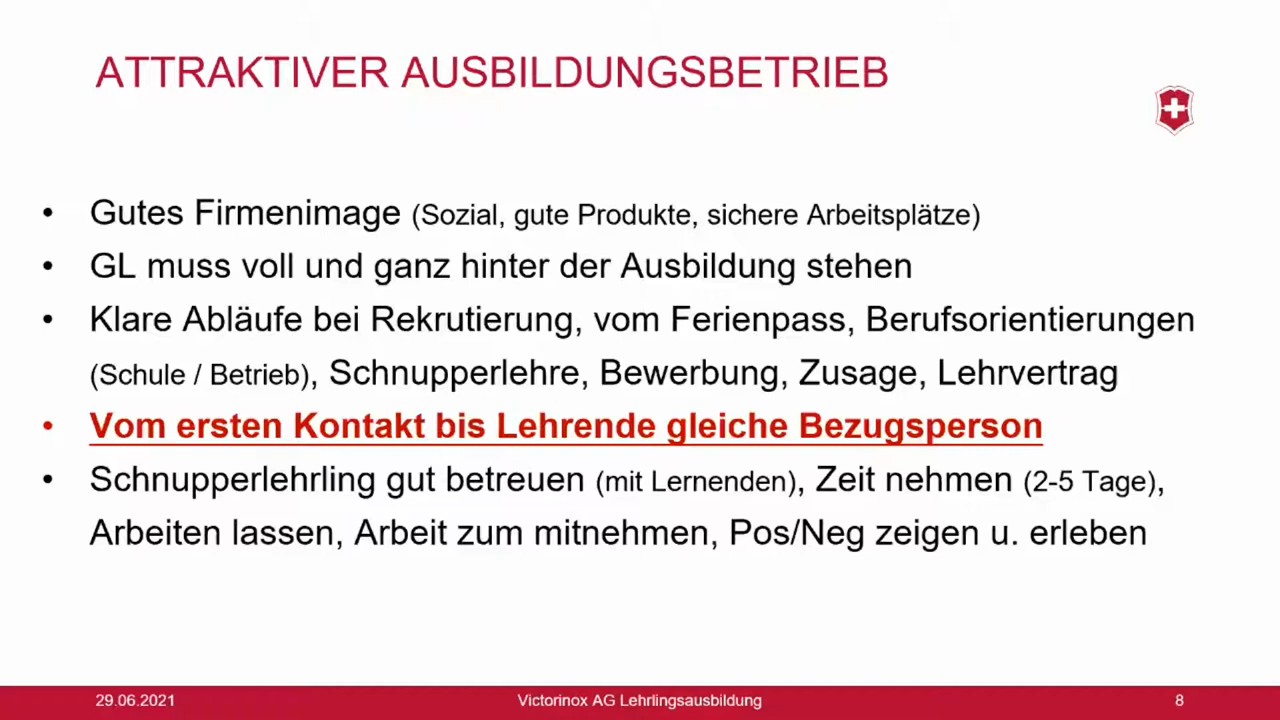 ATTRAKTIVER AUSBILDUNGSBETRIEB
• Gutes Firmenimage (Sozial, gute Produkte, sichere Arbeitsplätze)
• GL muss voll und ganz hinter der Ausbildung stehen
• Klare Abläufe bei Rekrutierung, vom Ferienpass, Berufsorientierungen
(Schule / Betrieb), Schnupperlehre, Bewerbung, Zusage, Lehrvertrag
• Vom ersten Kontakt bis Lehrende gleiche Bezugsperson
• Schnupperlehrling gut betreuen (mit Lernenden), Zeit nehmen (2-5 Tage),
Arbeiten lassen, Arbeit zum mitnehmen, Pos/Neg zeigen u. erleben
29.06.2021 Victorinox AG Lehrlingsausbildung 8